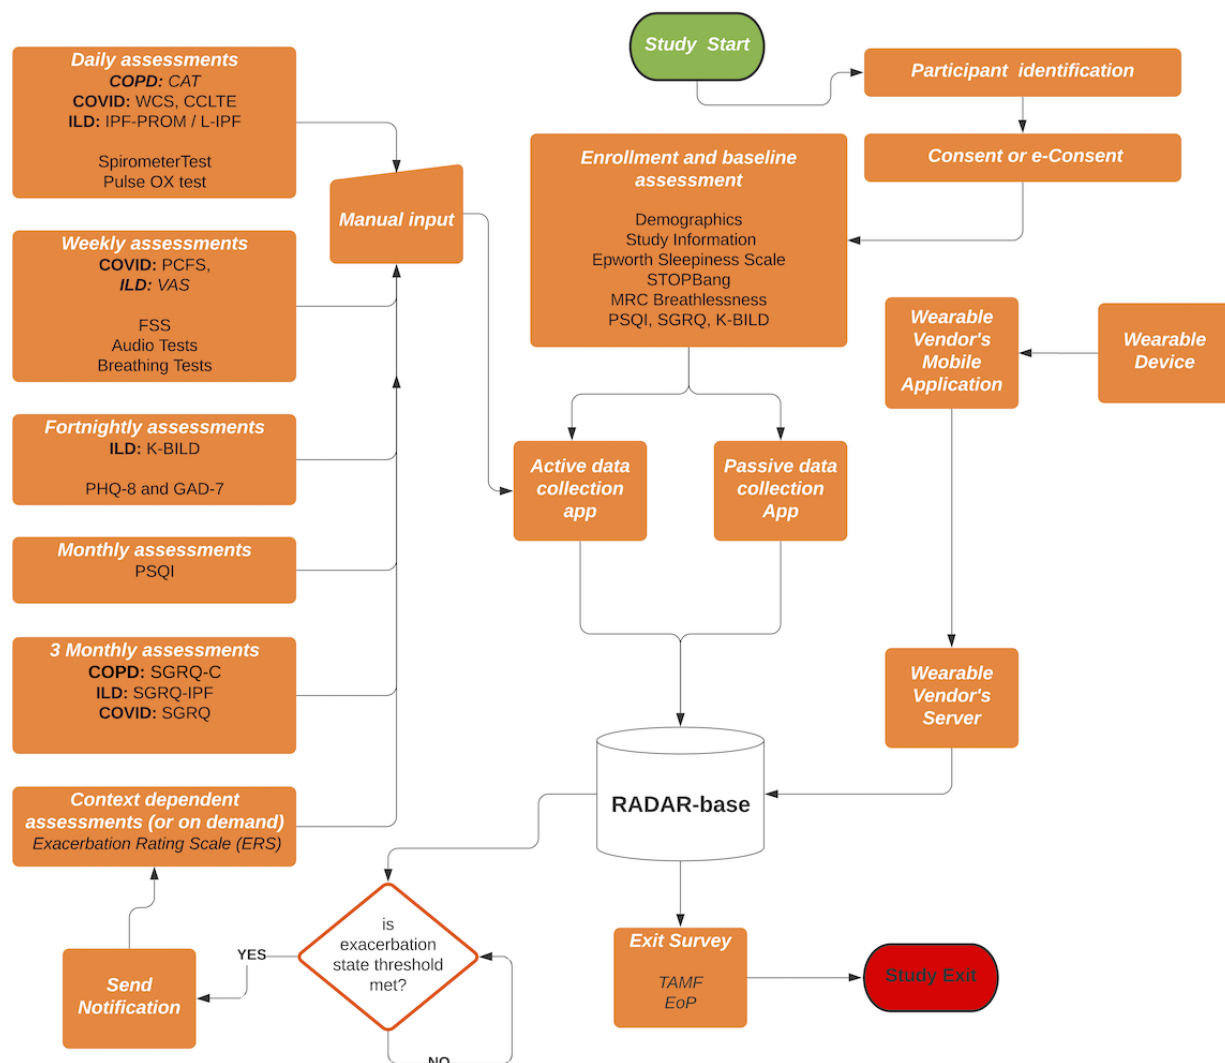 Study Start
Participant identification
Consent or e-Consent
Daily assessments
COPD: CAT
COVID: WCS, CCLTE
ILD: IPF-PROM / L-IPF
SpirometerTest
Pulse OX test
Manual input
Enrollment and baseline
assessment
Demographics
Study Information
Epworth Sleepiness Scale
STOPBang
MRC Breathlessness
PSQI, SGRQ, K-BILD
Weekly assessments
COVID: PCFS,
ILD: VAS
FSS
Audio Tests
Breathing Tests
Wearable
Vendor's
Mobile
Application
Wearable
Device
Fortnightly assessments
ILD: K-BILD
PHQ-8 and GAD-7
Active data
collection
app
Passive data
collection
App
Monthly assessments
PSQI
3 Monthly assessments
COPD: SGRQ-C
ILD: SGRQ-IPF
COVID: SGRQ
Wearable
Vendor's
Server
RADAR-base
Context dependent
assessments (or on demand)
Exacerbation Rating Scale (ERS)
is
exacerbation
state threshold
met?
YES
NO
Send
Notification
Exit Survey
TAMF
EoP
Study Exit